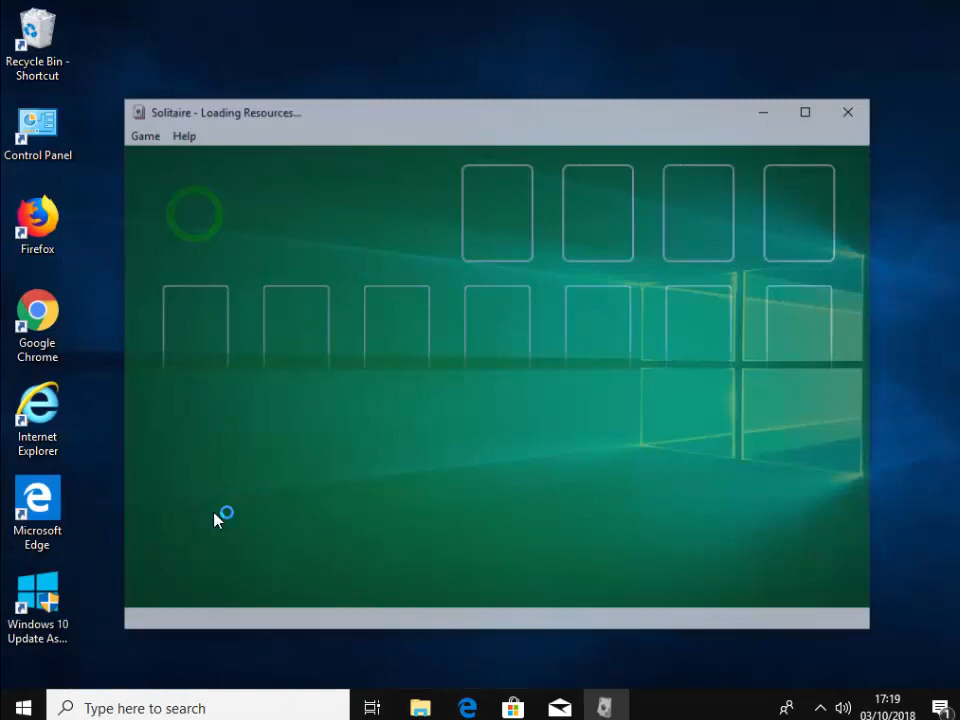 Recycle Bin -
Shortcut
Control Panel
Firefox
Google
Chrome
Internet
Explorer
Microsoft
Edge
Windows 10
Update As...
Solitaire - Loading Resources...
Game Help
Type here to search
17:19
03/10/2018
1